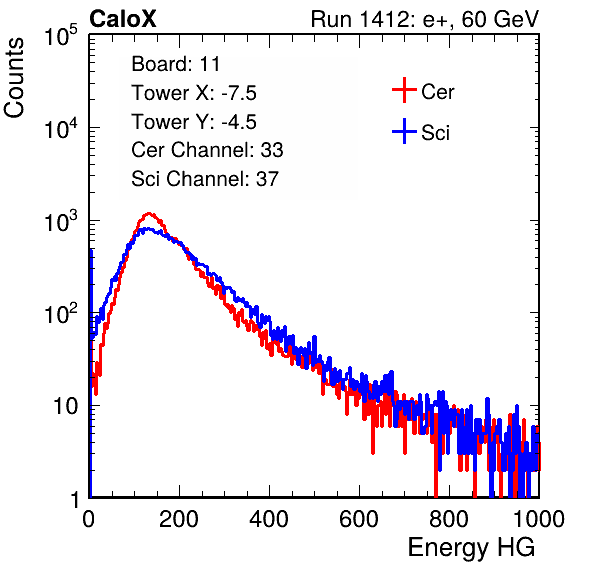 CaloX Run 1412: e+, 60 GeV
Board: 11
Tower X: -7.5
Tower Y: -4.5
Cer Channel: 33
Sci Channel: 37
Cer
Sci
Counts
10^5
10^4
10^3
10^2
10
1
0 200 400 600 800 1000
Energy HG